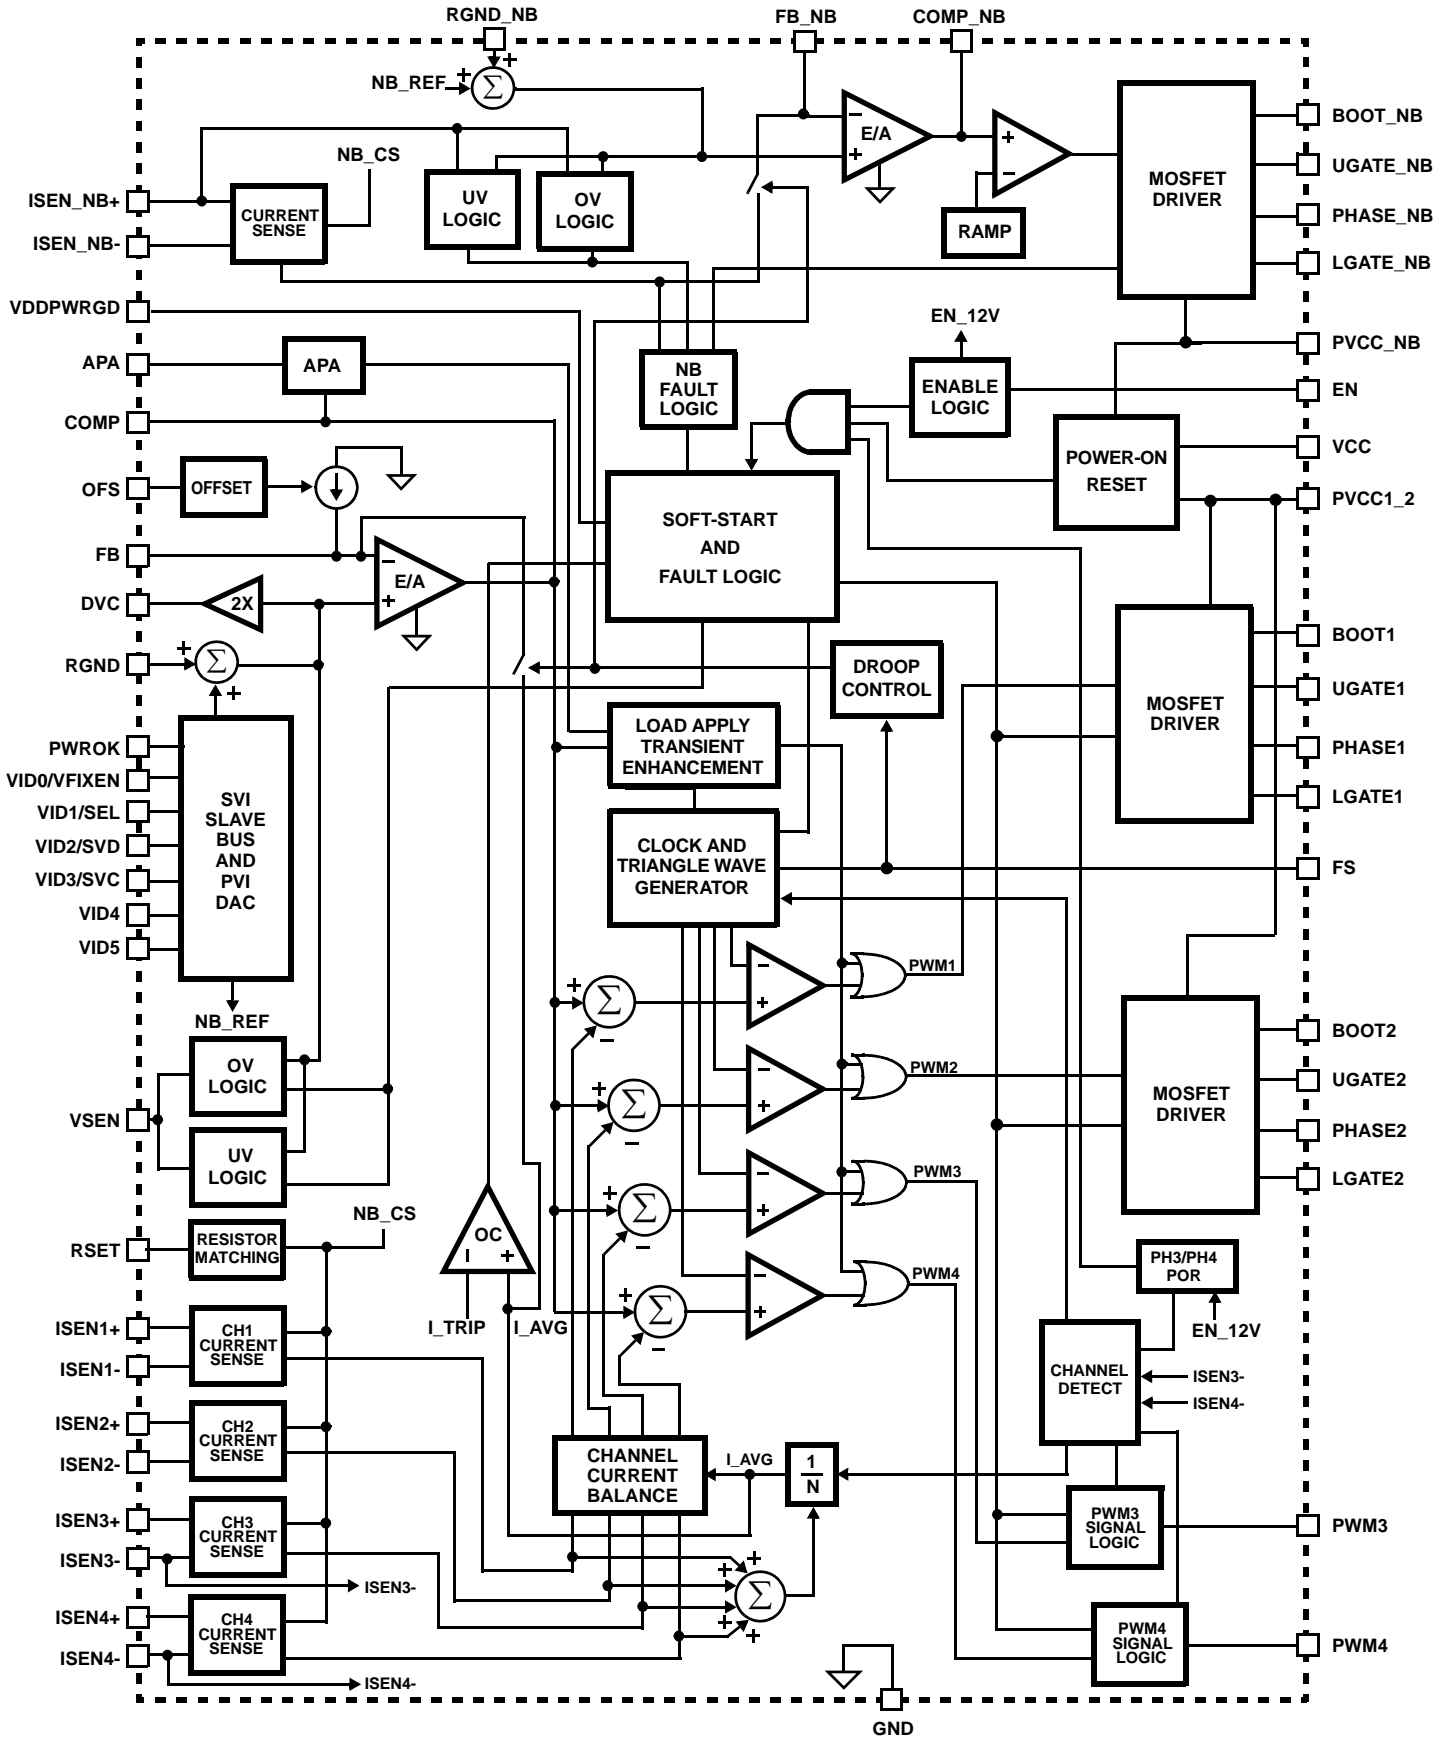 RGND_NB
FB_NB
COMP_NB
NB_REF
+
+
Σ
NB_CS
ISEN_NB+
ISEN_NB-
CURRENT
SENSE
UV
LOGIC
OV
LOGIC
−
E/A
+
+
−
RAMP
MOSFET
DRIVER
BOOT_NB
UGATE_NB
PHASE_NB
LGATE_NB
VDDPWRGD
APA
APA
COMP
NB
FAULT
LOGIC
EN_12V
ENABLE
LOGIC
PVCC_NB
EN
POWER-ON
RESET
VCC
PVCC1_2
OFS
OFFSET
FB
−
E/A
+
DVC
2X
SOFT-START
AND
FAULT LOGIC
RGND
+
Σ
+
DROOP
CONTROL
MOSFET
DRIVER
BOOT1
UGATE1
PHASE1
LGATE1
PWROK
VID0/VFIXEN
VID1/SEL
VID2/SVD
VID3/SVC
VID4
VID5
SVI
SLAVE
BUS
AND
PVI
DAC
NB_REF
LOAD APPLY
TRANSIENT
ENHANCEMENT
CLOCK AND
TRIANGLE WAVE
GENERATOR
FS
+
Σ
−
−
+
PWM1
+
Σ
−
−
+
PWM2
+
Σ
−
−
+
PWM3
+
Σ
−
−
+
PWM4
MOSFET
DRIVER
BOOT2
UGATE2
PHASE2
LGATE2
VSEN
OV
LOGIC
UV
LOGIC
RSET
RESISTOR
MATCHING
NB_CS
OC
−
+
I_TRIP
I_AVG
PH3/PH4
POR
EN_12V
CHANNEL
DETECT
ISEN3-
ISEN4-
ISEN1+
ISEN1-
CH1
CURRENT
SENSE
ISEN2+
ISEN2-
CH2
CURRENT
SENSE
ISEN3+
ISEN3-
CH3
CURRENT
SENSE
ISEN3-
ISEN4+
ISEN4-
CH4
CURRENT
SENSE
ISEN4-
CHANNEL
CURRENT
BALANCE
I_AVG
1
N
+
+
+
+
+
Σ
PWM3
SIGNAL
LOGIC
PWM3
PWM4
SIGNAL
LOGIC
PWM4
GND